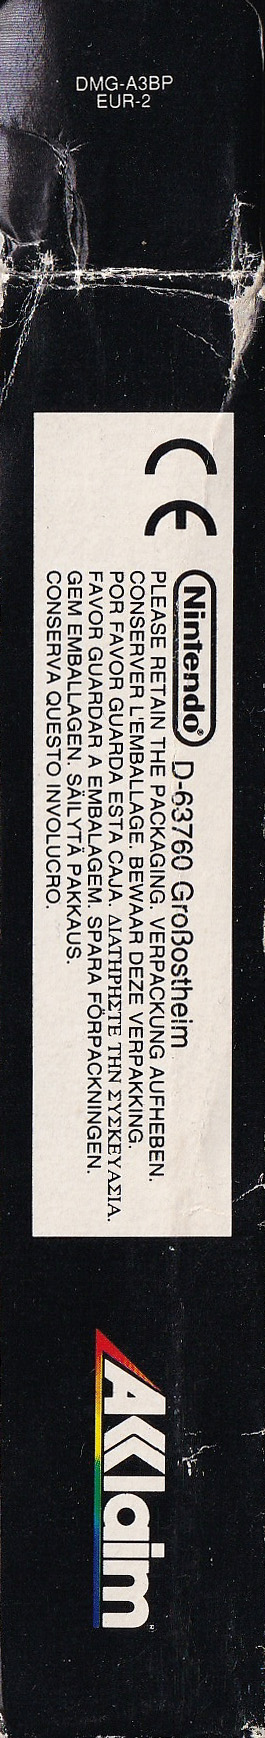 DMG-A3BP
EUR-2
CE
Nintendo® D-63760 Großostheim
PLEASE RETAIN THE PACKAGING. VERPACKUNG AUFHEBEN.
CONSERVER L'EMBALLAGE. BEWAAR DEZE VERPAKKING.
POR FAVOR GUARDA ESTA CAJA. ΔΙΑΤΗΡΗΣΤΕ ΤΗΝ ΣΥΣΚΕΥΑΣΙΑ.
FAVOR GUARDAR A EMBALAGEM. SPARA FÖRPACKNINGEN.
GEM EMBALLAGEN. SÄILYTÄ PAKKAUS.
CONSERVA QUESTO INVOLUCRO.
AKlaim